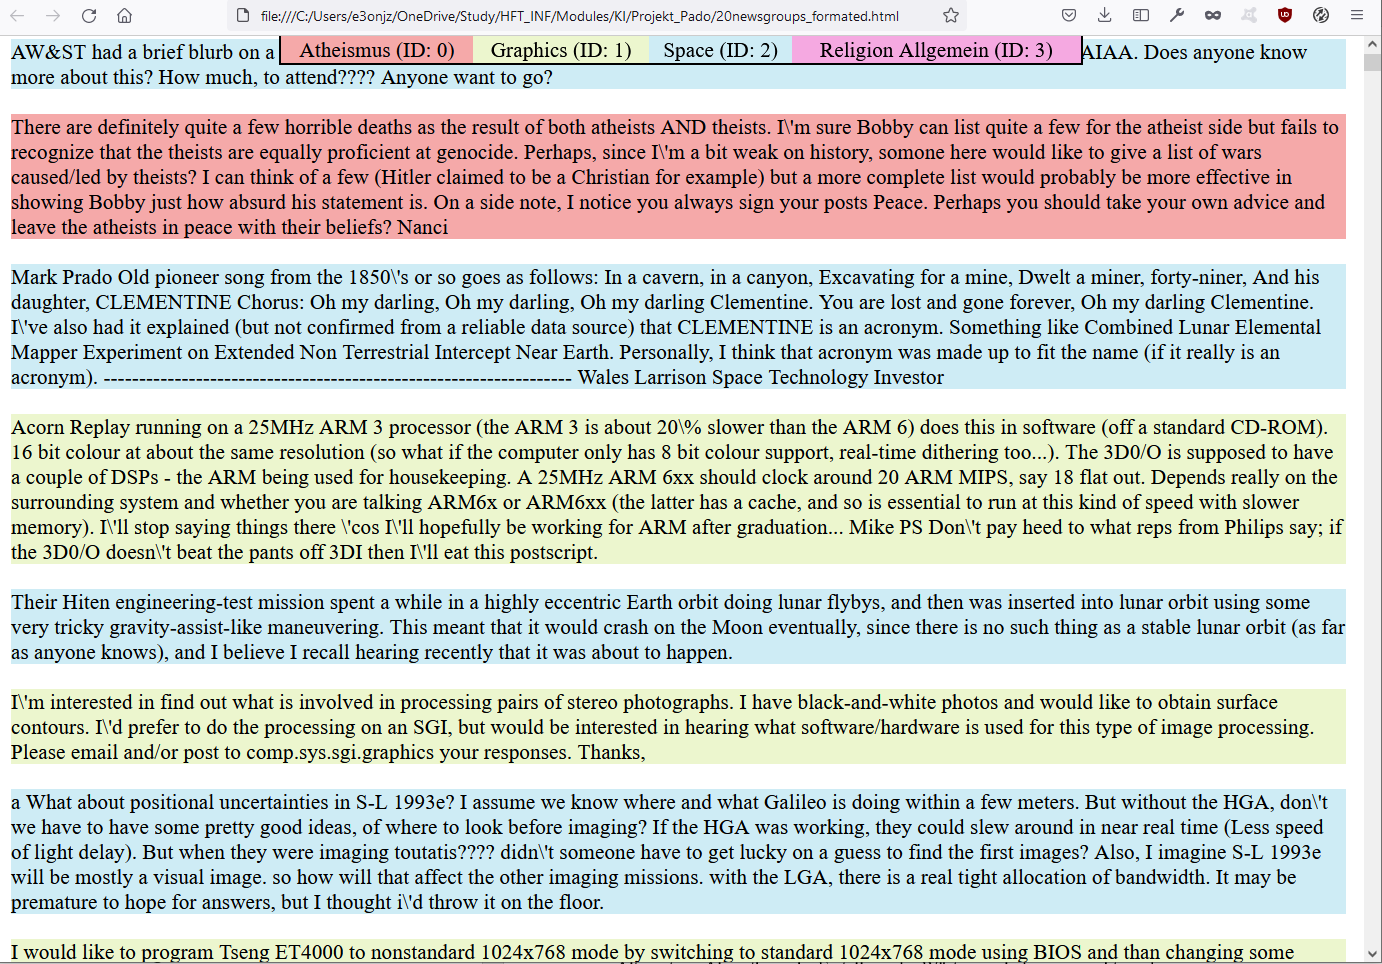 file:///C:/Users/e3onjz/OneDrive/Study/HFT_INF/Modules/KI/Projekt_Pado/20newsgroups_formated.html
Atheismus (ID: 0) Graphics (ID: 1) Space (ID: 2) Religion Allgemein (ID: 3)
AW&ST had a brief blurb on a AIAA. Does anyone know
more about this? How much, to attend???? Anyone want to go?
There are definitely quite a few horrible deaths as the result of both atheists AND theists. I\'m sure Bobby can list quite a few for the atheist side but fails to
recognize that the theists are equally proficient at genocide. Perhaps, since I\'m a bit weak on history, somone here would like to give a list of wars
caused/led by theists? I can think of a few (Hitler claimed to be a Christian for example) but a more complete list would probably be more effective in
showing Bobby just how absurd his statement is. On a side note, I notice you always sign your posts Peace. Perhaps you should take your own advice and
leave the atheists in peace with their beliefs? Nanci
Mark Prado Old pioneer song from the 1850\'s or so goes as follows: In a cavern, in a canyon, Excavating for a mine, Dwelt a miner, forty-niner, And his
daughter, CLEMENTINE Chorus: Oh my darling, Oh my darling, Oh my darling Clementine. You are lost and gone forever, Oh my darling Clementine.
I\'ve also had it explained (but not confirmed from a reliable data source) that CLEMENTINE is an acronym. Something like Combined Lunar Elemental
Mapper Experiment on Extended Non Terrestrial Intercept Near Earth. Personally, I think that acronym was made up to fit the name (if it really is an
acronym). ------------------------------------------------------------------ Wales Larrison Space Technology Investor
Acorn Replay running on a 25MHz ARM 3 processor (the ARM 3 is about 20\% slower than the ARM 6) does this in software (off a standard CD-ROM).
16 bit colour at about the same resolution (so what if the computer only has 8 bit colour support, real-time dithering too...). The 3D0/O is supposed to have
a couple of DSPs - the ARM being used for housekeeping. A 25MHz ARM 6xx should clock around 20 ARM MIPS, say 18 flat out. Depends really on the
surrounding system and whether you are talking ARM6x or ARM6xx (the latter has a cache, and so is essential to run at this kind of speed with slower
memory). I\'ll stop saying things there \'cos I\'ll hopefully be working for ARM after graduation... Mike PS Don\'t pay heed to what reps from Philips say; if
the 3D0/O doesn\'t beat the pants off 3DI then I\'ll eat this postscript.
Their Hiten engineering-test mission spent a while in a highly eccentric Earth orbit doing lunar flybys, and then was inserted into lunar orbit using some
very tricky gravity-assist-like maneuvering. This meant that it would crash on the Moon eventually, since there is no such thing as a stable lunar orbit (as far
as anyone knows), and I believe I recall hearing recently that it was about to happen.
I\'m interested in find out what is involved in processing pairs of stereo photographs. I have black-and-white photos and would like to obtain surface
contours. I\'d prefer to do the processing on an SGI, but would be interested in hearing what software/hardware is used for this type of image processing.
Please email and/or post to comp.sys.sgi.graphics your responses. Thanks,
a What about positional uncertainties in S-L 1993e? I assume we know where and what Galileo is doing within a few meters. But without the HGA, don\'t
we have to have some pretty good ideas, of where to look before imaging? If the HGA was working, they could slew around in near real time (Less speed
of light delay). But when they were imaging toutatis???? didn\'t someone have to get lucky on a guess to find the first images? Also, I imagine S-L 1993e
will be mostly a visual image. so how will that affect the other imaging missions. with the LGA, there is a real tight allocation of bandwidth. It may be
premature to hope for answers, but I thought i\'d throw it on the floor.
I would like to program Tseng ET4000 to nonstandard 1024x768 mode by switching to standard 1024x768 mode using BIOS and than changing some